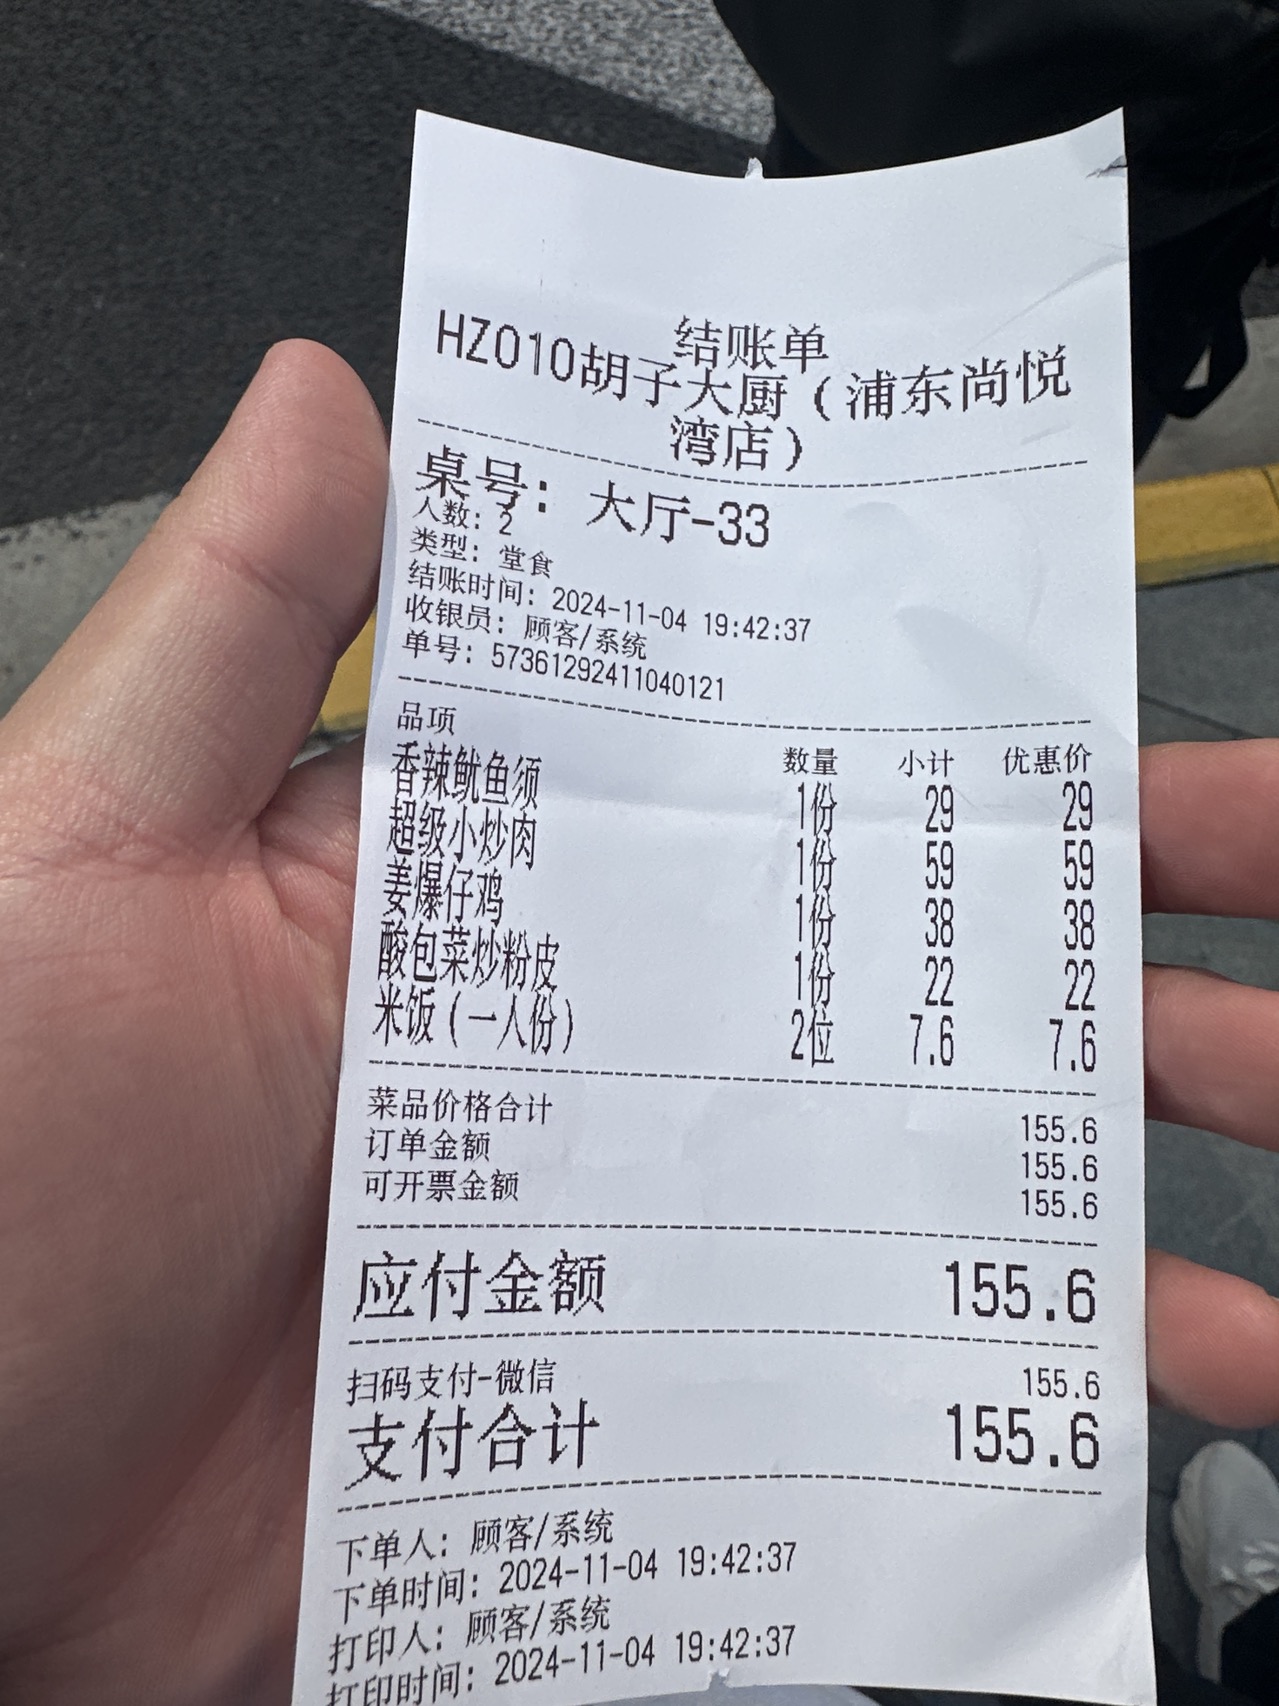 结账单
HZ010胡子大厨（浦东尚悦
湾店）
桌号：大厅-33
人数：2
类型：堂食
结账时间：2024-11-04 19:42:37
收银员：顾客/系统
单号：57361292411040121
品项 数量 小计 优惠价
香辣鱿鱼须 1份 29 29
超级小炒肉 1份 59 59
姜爆仔鸡 1份 38 38
酸包菜炒粉皮 1份 22 22
米饭（一人份） 2位 7.6 7.6
菜品价格合计 155.6
订单金额 155.6
可开票金额 155.6
应付金额 155.6
扫码支付-微信 155.6
支付合计 155.6
下单人：顾客/系统
下单时间：2024-11-04 19:42:37
打印人：顾客/系统
打印时间：2024-11-04 19:42:37